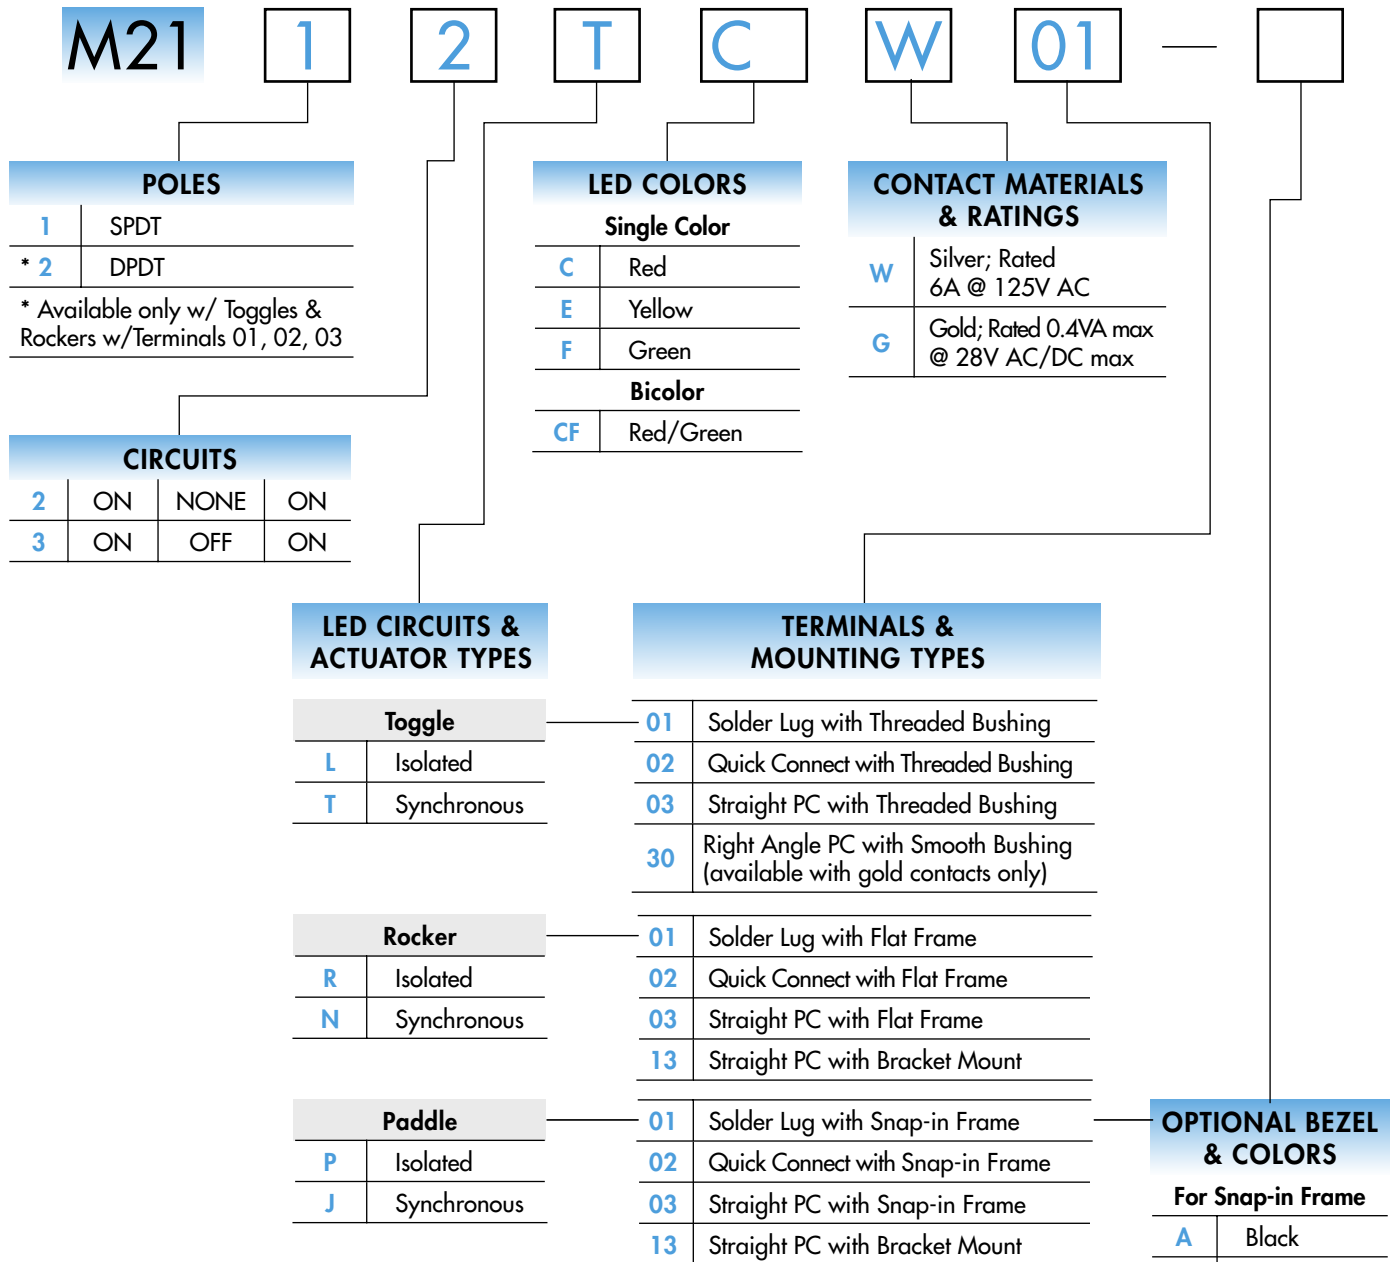 M21 1 2 T C W 01 —
POLES
1 SPDT
* 2 DPDT
* Available only w/ Toggles &
Rockers w/Terminals 01, 02, 03
LED COLORS
Single Color
C Red
E Yellow
F Green
Bicolor
CF Red/Green
CONTACT MATERIALS
& RATINGS
W Silver; Rated
6A @ 125V AC
G Gold; Rated 0.4VA max
@ 28V AC/DC max
CIRCUITS
2 ON NONE ON
3 ON OFF ON
LED CIRCUITS &
ACTUATOR TYPES
TERMINALS &
MOUNTING TYPES
Toggle
L Isolated
T Synchronous
01 Solder Lug with Threaded Bushing
02 Quick Connect with Threaded Bushing
03 Straight PC with Threaded Bushing
30 Right Angle PC with Smooth Bushing
(available with gold contacts only)
Rocker
R Isolated
N Synchronous
01 Solder Lug with Flat Frame
02 Quick Connect with Flat Frame
03 Straight PC with Flat Frame
13 Straight PC with Bracket Mount
Paddle
P Isolated
J Synchronous
01 Solder Lug with Snap-in Frame
02 Quick Connect with Snap-in Frame
03 Straight PC with Snap-in Frame
13 Straight PC with Bracket Mount
OPTIONAL BEZEL
& COLORS
For Snap-in Frame
A Black